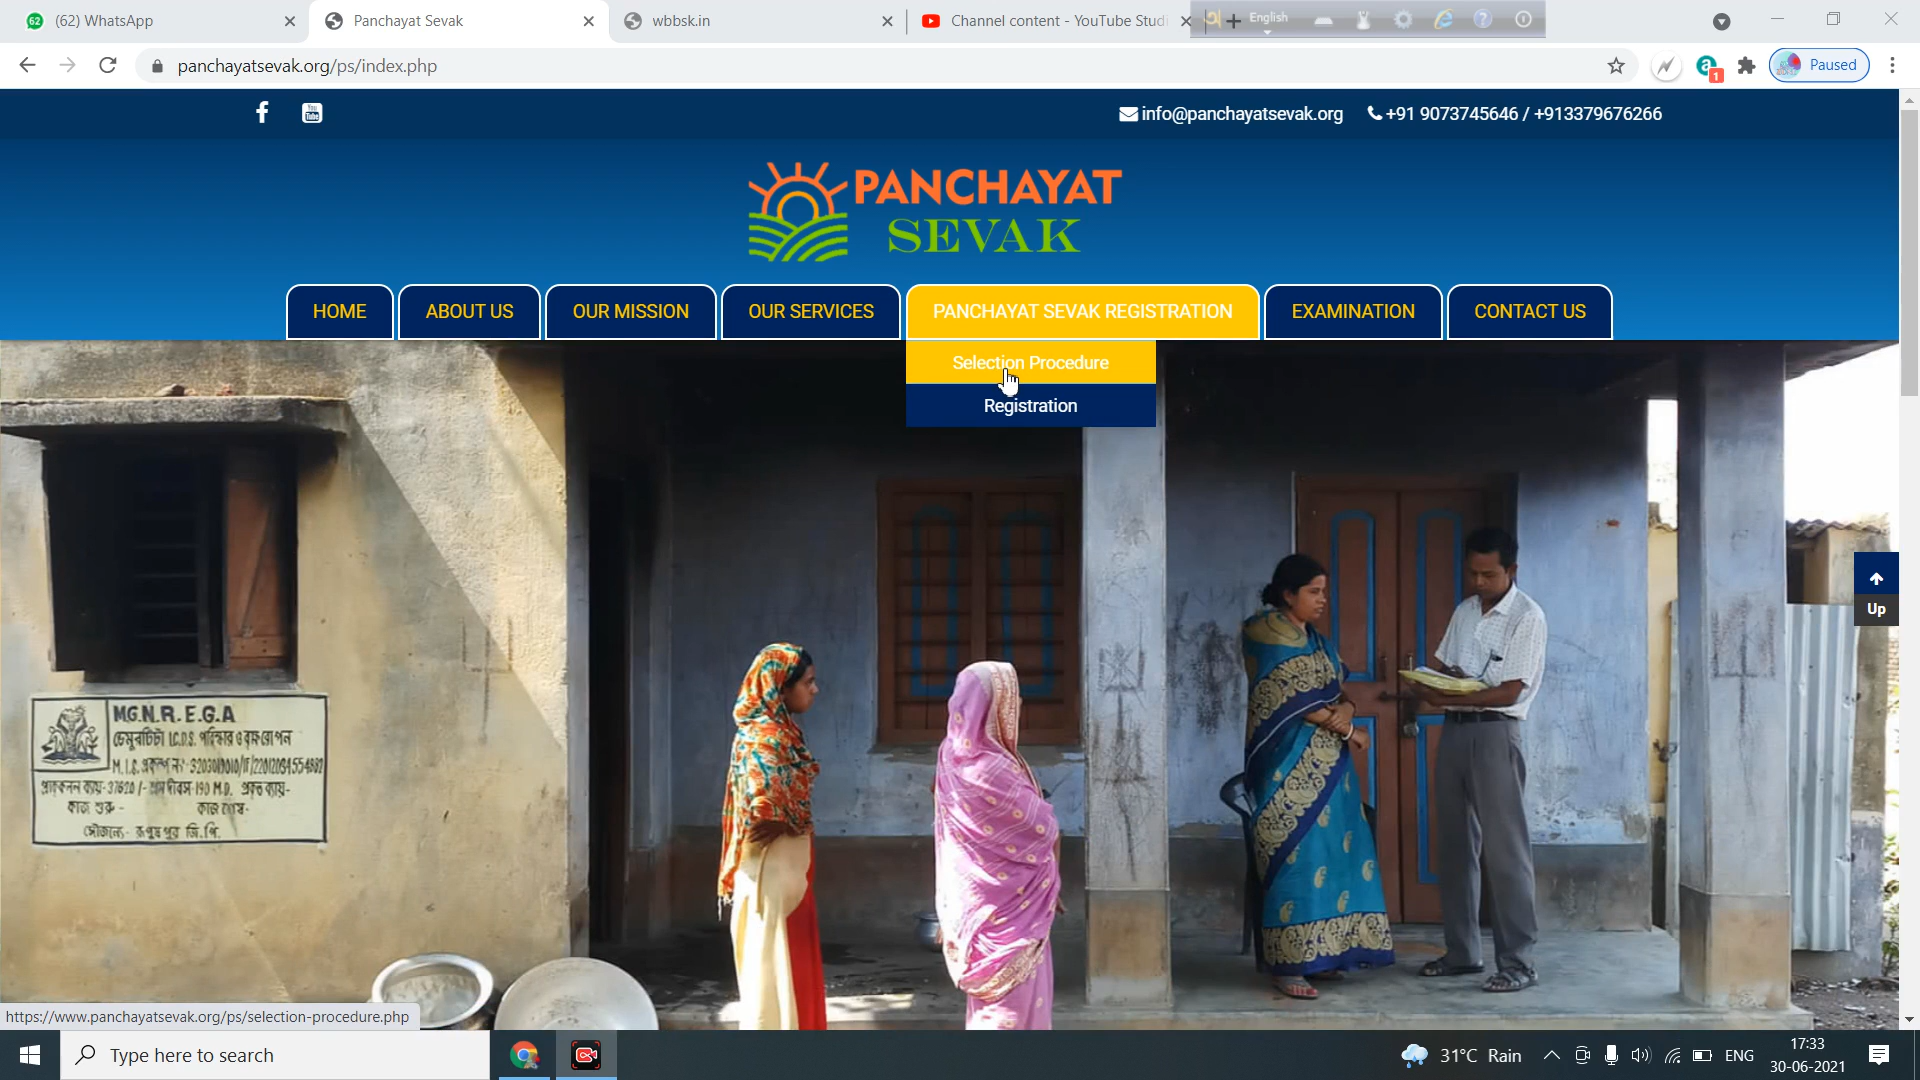 (62) WhatsApp
Panchayat Sevak
wbbsk.in
Channel content - YouTube Studi
English
panchayatsevak.org/ps/index.php
Paused
1
You Tube
info@panchayatsevak.org
+91 9073745646 / +913379676266
PANCHAYAT
SEVAK
HOME
ABOUT US
OUR MISSION
OUR SERVICES
PANCHAYAT SEVAK REGISTRATION
EXAMINATION
CONTACT US
Selection Procedure
Registration
Up
M.G.N.R.E.G.A
I.C.D.S.
কাজ শুরু -
কাজ শেষ-
https://www.panchayatsevak.org/ps/selection-procedure.php
Type here to search
31°C Rain
ENG
17:33
30-06-2021